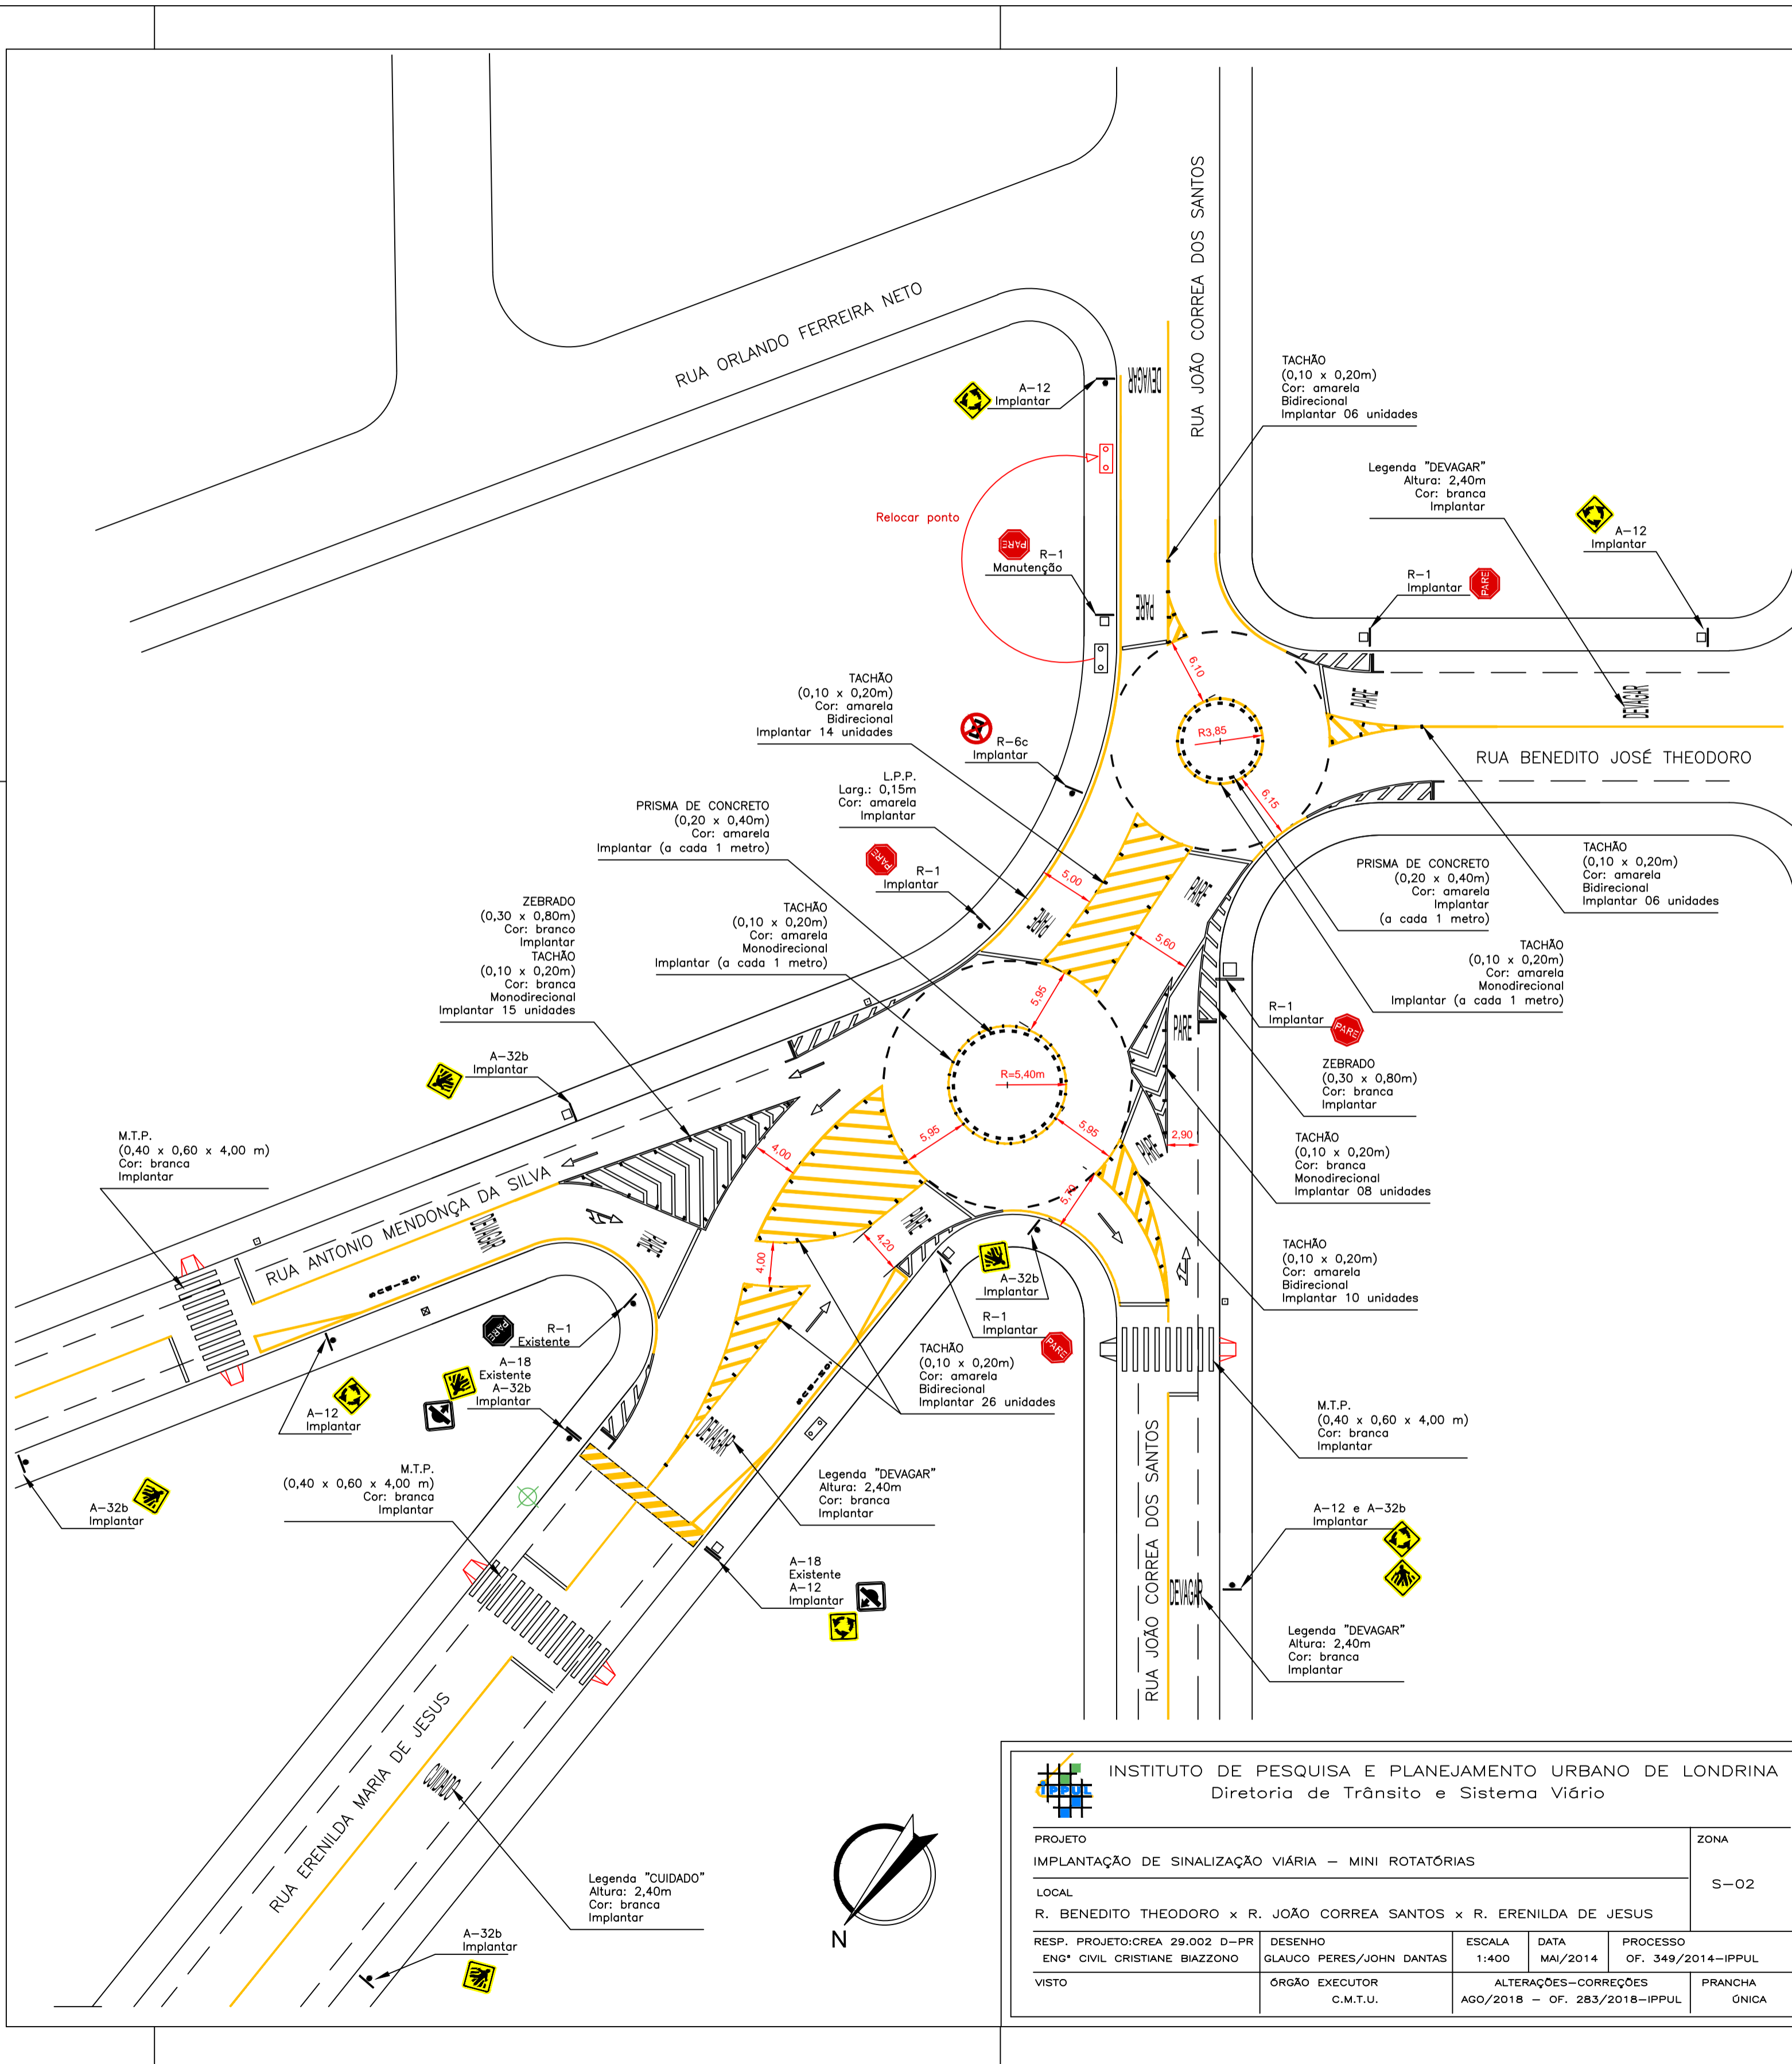 RUA JOÃO CORREA DOS SANTOS
RUA ORLANDO FERREIRA NETO
DEVAGAR
A-12
Implantar
TACHÃO
(0,10 x 0,20m)
Cor: amarela
Bidirecional
Implantar 06 unidades
Legenda "DEVAGAR"
Altura: 2,40m
Cor: branca
Implantar
A-12
Implantar
Relocar ponto
PARE
R-1
Manutenção
R-1
Implantar
PARE
PARE
6,10
PARE
DEVAGAR
TACHÃO
(0,10 x 0,20m)
Cor: amarela
Bidirecional
Implantar 14 unidades
R-6c
Implantar
R3,85
RUA BENEDITO JOSÉ THEODORO
L.P.P.
Larg.: 0,15m
Cor: amarela
Implantar
6,15
PRISMA DE CONCRETO
(0,20 x 0,40m)
Cor: amarela
Implantar (a cada 1 metro)
PARE
R-1
Implantar
5,00
PARE
PARE
5,60
PRISMA DE CONCRETO
(0,20 x 0,40m)
Cor: amarela
Implantar
(a cada 1 metro)
TACHÃO
(0,10 x 0,20m)
Cor: amarela
Bidirecional
Implantar 06 unidades
ZEBRADO
(0,30 x 0,80m)
Cor: branco
Implantar
TACHÃO
(0,10 x 0,20m)
Cor: branca
Monodirecional
Implantar 15 unidades
TACHÃO
(0,10 x 0,20m)
Cor: amarela
Monodirecional
Implantar (a cada 1 metro)
TACHÃO
(0,10 x 0,20m)
Cor: amarela
Monodirecional
Implantar (a cada 1 metro)
5,95
PARE
R-1
Implantar
PARE
A-32b
Implantar
R=5,40m
ZEBRADO
(0,30 x 0,80m)
Cor: branca
Implantar
M.T.P.
(0,40 x 0,60 x 4,00 m)
Cor: branca
Implantar
4,00
5,95
5,95
PARE
2,90
TACHÃO
(0,10 x 0,20m)
Cor: branca
Monodirecional
Implantar 08 unidades
RUA ANTONIO MENDONÇA DA SILVA
DEVAGAR
PARE
PARE
5,70
4,20
4,00
A-32b
Implantar
TACHÃO
(0,10 x 0,20m)
Cor: amarela
Bidirecional
Implantar 10 unidades
ÔNIBUS
PARE
R-1
Existente
R-1
Implantar
PARE
A-18
Existente
A-32b
Implantar
TACHÃO
(0,10 x 0,20m)
Cor: amarela
Bidirecional
Implantar 26 unidades
ÔNIBUS
A-12
Implantar
DEVAGAR
M.T.P.
(0,40 x 0,60 x 4,00 m)
Cor: branca
Implantar
A-32b
Implantar
M.T.P.
(0,40 x 0,60 x 4,00 m)
Cor: branca
Implantar
Legenda "DEVAGAR"
Altura: 2,40m
Cor: branca
Implantar
A-12 e A-32b
Implantar
A-18
Existente
A-12
Implantar
RUA JOÃO CORREA DOS SANTOS
DEVAGAR
Legenda "DEVAGAR"
Altura: 2,40m
Cor: branca
Implantar
RUA ERENILDA MARIA DE JESUS
CUIDADO
Legenda "CUIDADO"
Altura: 2,40m
Cor: branca
Implantar
A-32b
Implantar
N
IPPUL
INSTITUTO DE PESQUISA E PLANEJAMENTO URBANO DE LONDRINA
Diretoria de Trânsito e Sistema Viário
PROJETO
IMPLANTAÇÃO DE SINALIZAÇÃO VIÁRIA - MINI ROTATÓRIAS
ZONA
S-02
LOCAL
R. BENEDITO THEODORO x R. JOÃO CORREA SANTOS x R. ERENILDA DE JESUS
RESP. PROJETO:CREA 29.002 D-PR
ENGª CIVIL CRISTIANE BIAZZONO
DESENHO
GLAUCO PERES/JOHN DANTAS
ESCALA
1:400
DATA
MAI/2014
PROCESSO
OF. 349/2014-IPPUL
VISTO
ÓRGÃO EXECUTOR
C.M.T.U.
ALTERAÇÕES-CORREÇÕES
AGO/2018 - OF. 283/2018-IPPUL
PRANCHA
ÚNICA